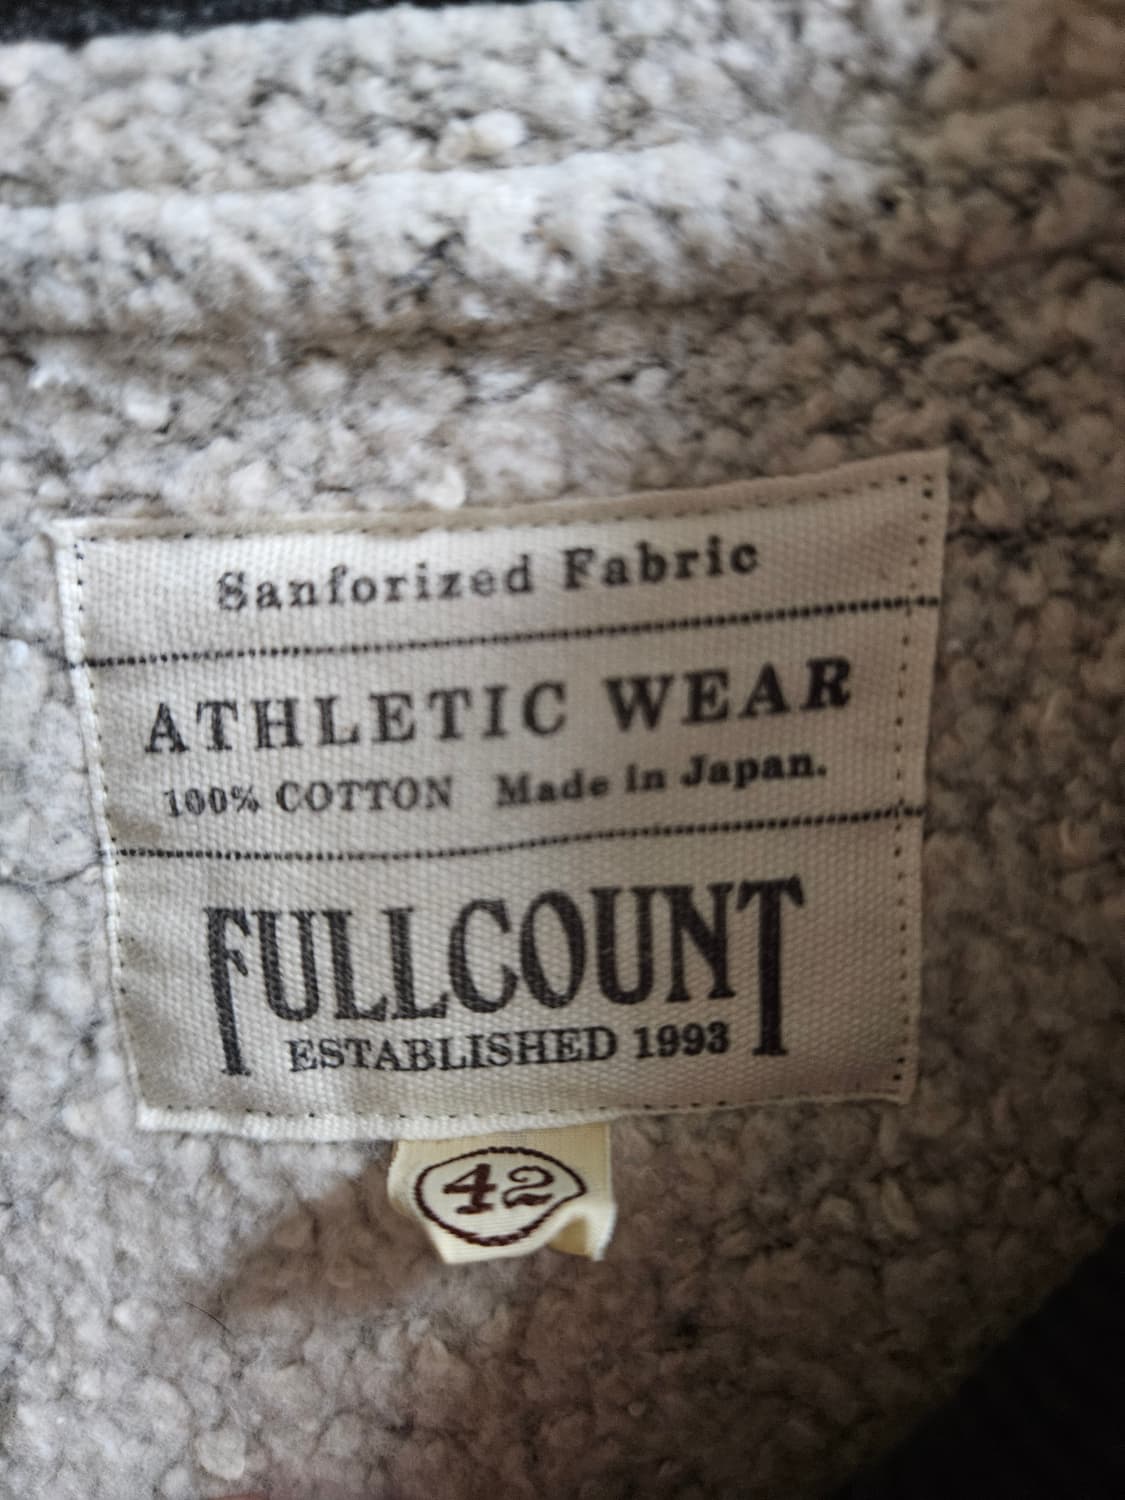 Sanforized Fabric
ATHLETIC WEAR
100% COTTON Made in Japan.
FULLCOUNT
ESTABLISHED 1993
42